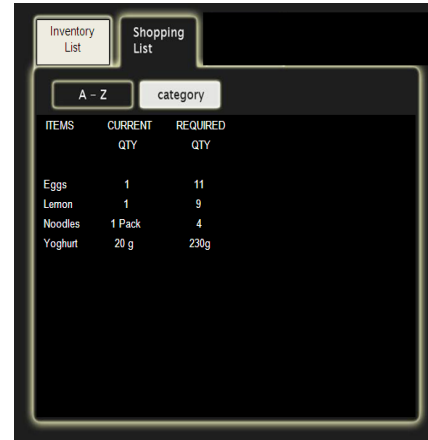 Inventory
List
Shopping
List
A – Z
category
ITEMS CURRENT REQUIRED
QTY QTY
Eggs 1 11
Lemon 1 9
Noodles 1 Pack 4
Yoghurt 20 g 230g